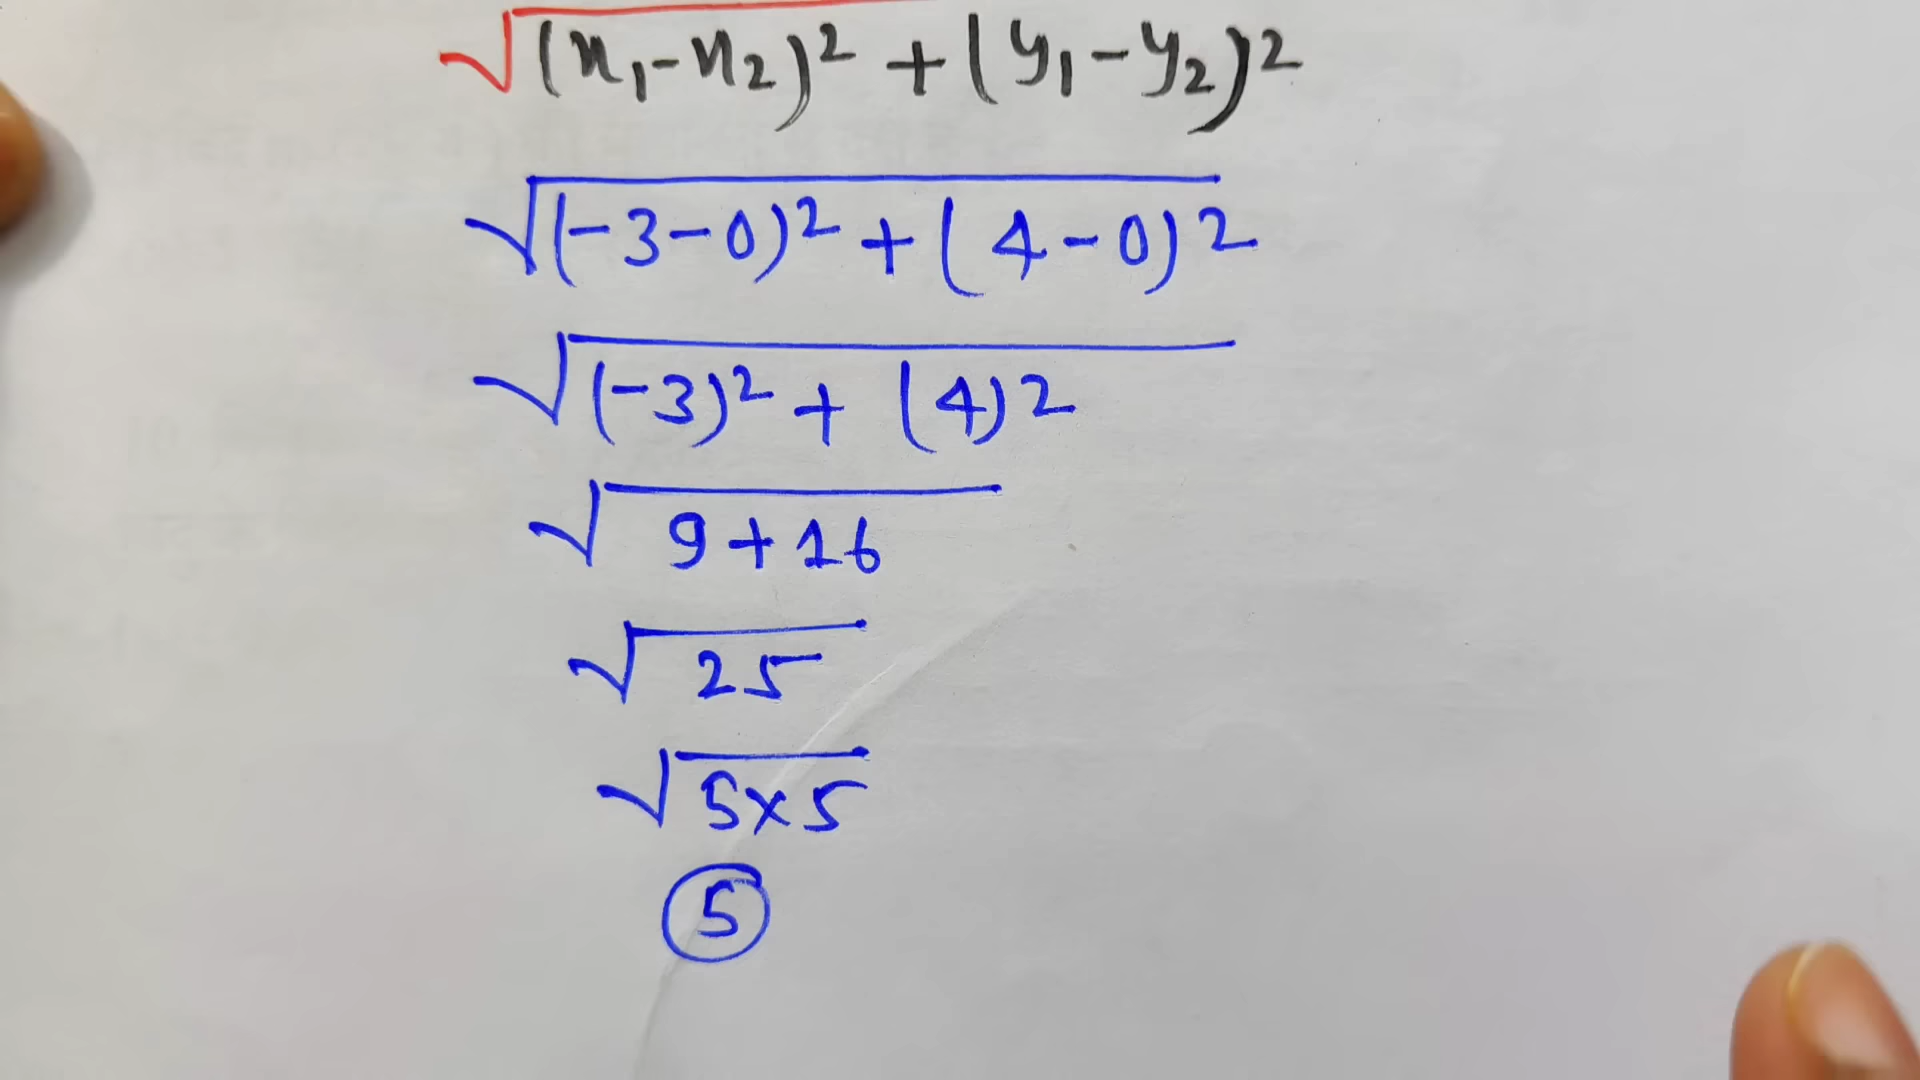 √(x₁-x₂)² + (y₁-y₂)²
√(-3-0)² + (4-0)²
√(-3)² + (4)²
√9+16
√25
√5×5
5